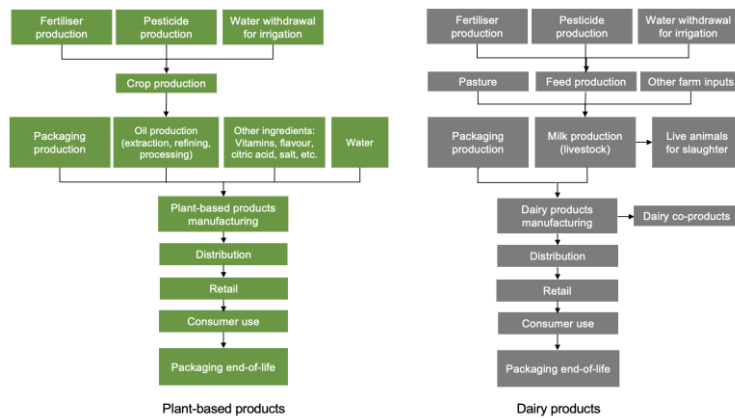 Fertiliser
production
Pesticide
production
Water withdrawal
for irrigation
Crop production
Packaging
production
Oil production
(extraction, refining,
processing)
Other ingredients:
Vitamins, flavour,
citric acid, salt, etc.
Water
Plant-based products
manufacturing
Distribution
Retail
Consumer use
Packaging end-of-life
Plant-based products
Fertiliser
production
Pesticide
production
Water withdrawal
for irrigation
Pasture
Feed production
Other farm inputs
Packaging
production
Milk production
(livestock)
Live animals
for slaughter
Dairy products
manufacturing
Dairy co-products
Distribution
Retail
Consumer use
Packaging end-of-life
Dairy products